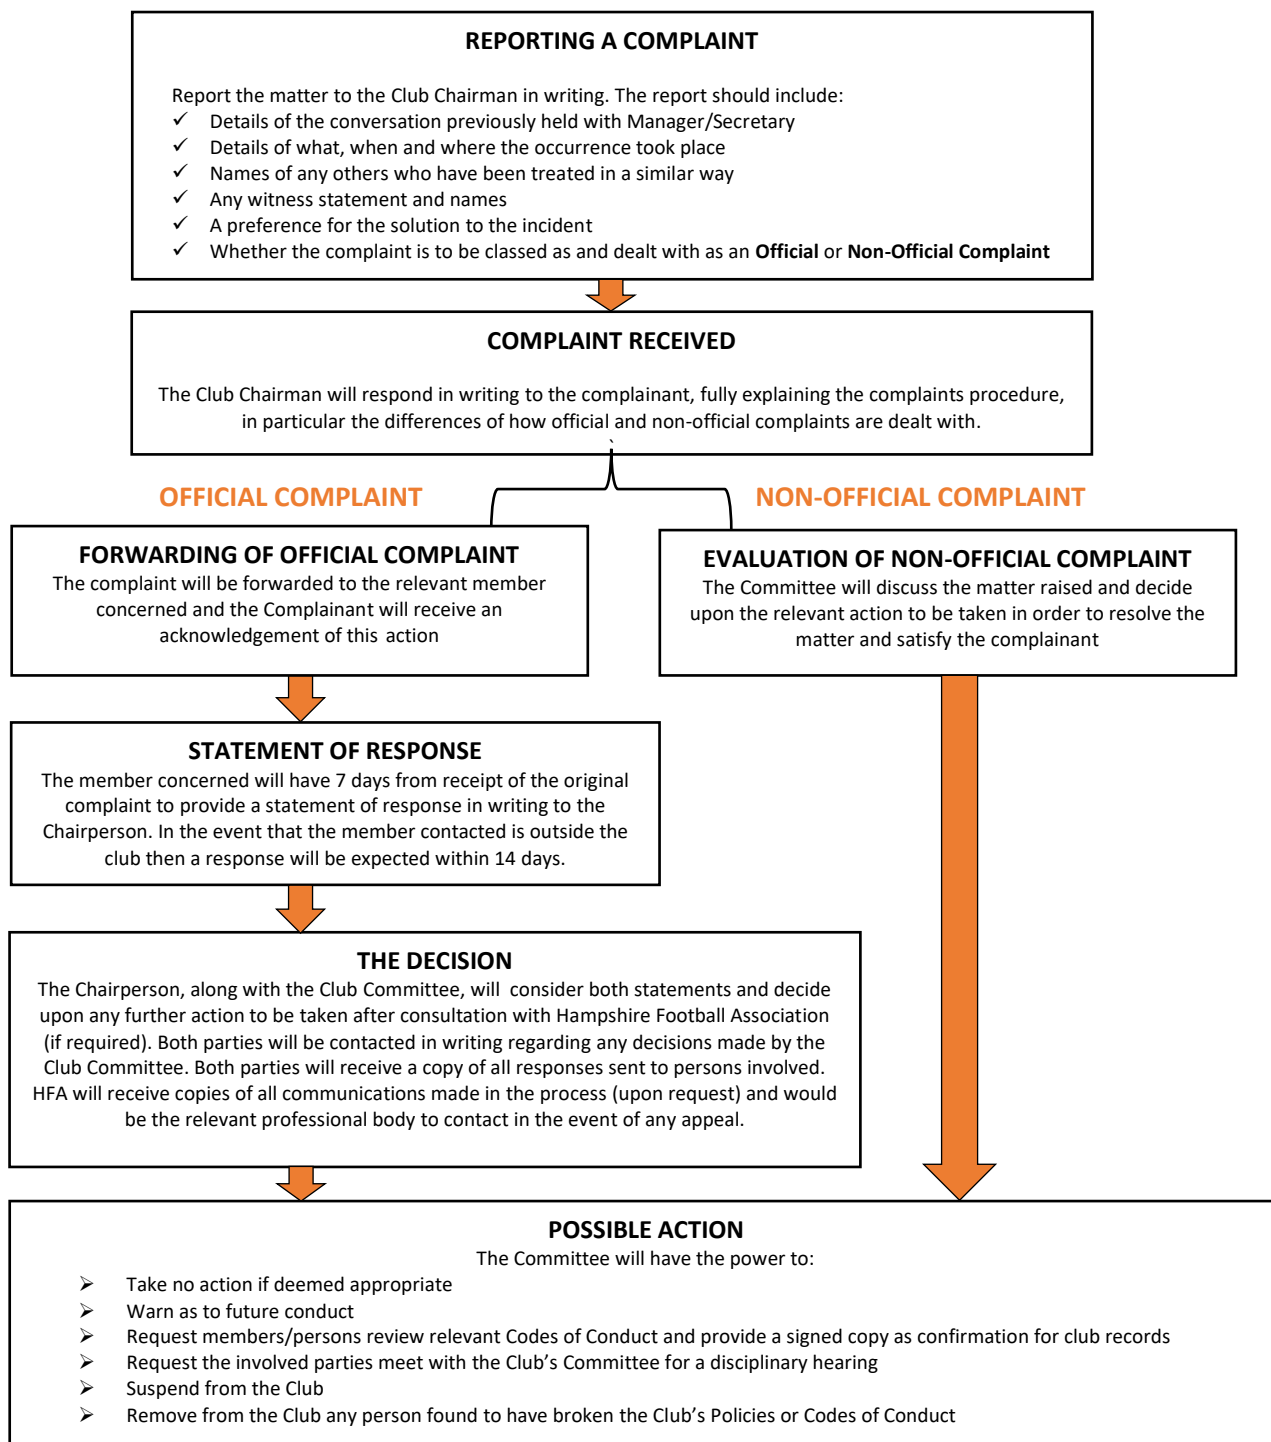 REPORTING A COMPLAINT
Report the matter to the Club Chairman in writing. The report should include:
✓ Details of the conversation previously held with Manager/Secretary
✓ Details of what, when and where the occurrence took place
✓ Names of any others who have been treated in a similar way
✓ Any witness statement and names
✓ A preference for the solution to the incident
✓ Whether the complaint is to be classed as and dealt with as an Official or Non-Official Complaint
COMPLAINT RECEIVED
The Club Chairman will respond in writing to the complainant, fully explaining the complaints procedure,
in particular the differences of how official and non-official complaints are dealt with.
`
OFFICIAL COMPLAINT
NON-OFFICIAL COMPLAINT
FORWARDING OF OFFICIAL COMPLAINT
The complaint will be forwarded to the relevant member
concerned and the Complainant will receive an
acknowledgement of this action
EVALUATION OF NON-OFFICIAL COMPLAINT
The Committee will discuss the matter raised and decide
upon the relevant action to be taken in order to resolve the
matter and satisfy the complainant
STATEMENT OF RESPONSE
The member concerned will have 7 days from receipt of the original
complaint to provide a statement of response in writing to the
Chairperson. In the event that the member contacted is outside the
club then a response will be expected within 14 days.
THE DECISION
The Chairperson, along with the Club Committee, will consider both statements and decide
upon any further action to be taken after consultation with Hampshire Football Association
(if required). Both parties will be contacted in writing regarding any decisions made by the
Club Committee. Both parties will receive a copy of all responses sent to persons involved.
HFA will receive copies of all communications made in the process (upon request) and would
be the relevant professional body to contact in the event of any appeal.
POSSIBLE ACTION
The Committee will have the power to:
➢ Take no action if deemed appropriate
➢ Warn as to future conduct
➢ Request members/persons review relevant Codes of Conduct and provide a signed copy as confirmation for club records
➢ Request the involved parties meet with the Club's Committee for a disciplinary hearing
➢ Suspend from the Club
➢ Remove from the Club any person found to have broken the Club's Policies or Codes of Conduct